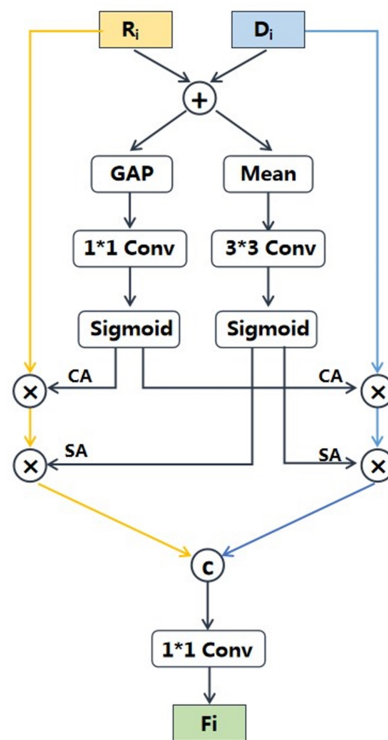 Ri Di
+
GAP Mean
1*1 Conv 3*3 Conv
Sigmoid Sigmoid
CA CA
× ×
SA SA
× ×
c
1*1 Conv
Fi